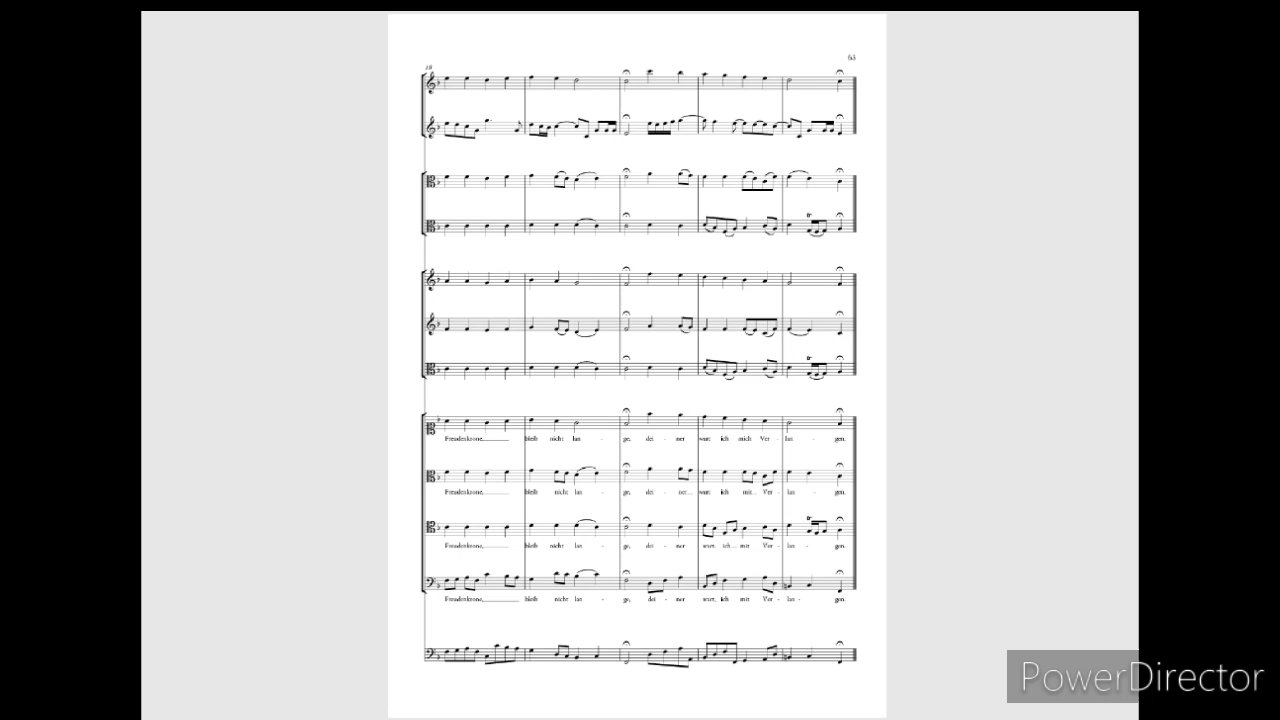 63
19
Freudenkrone, bleib nicht lan - ge, dei - ner wart ich mich Ver - lan - gen.
Freudenkrone, bleib nicht lan - ge, dei - ner wart ich mit Ver - lan - gen.
Freudenkrone, bleib nicht lan - ge, dei - ner wart ich mit Ver - lan - gen.
Freudenkrone, bleib nicht lan - ge, dei - ner wart ich mit Ver - lan - gen.
PowerDirector